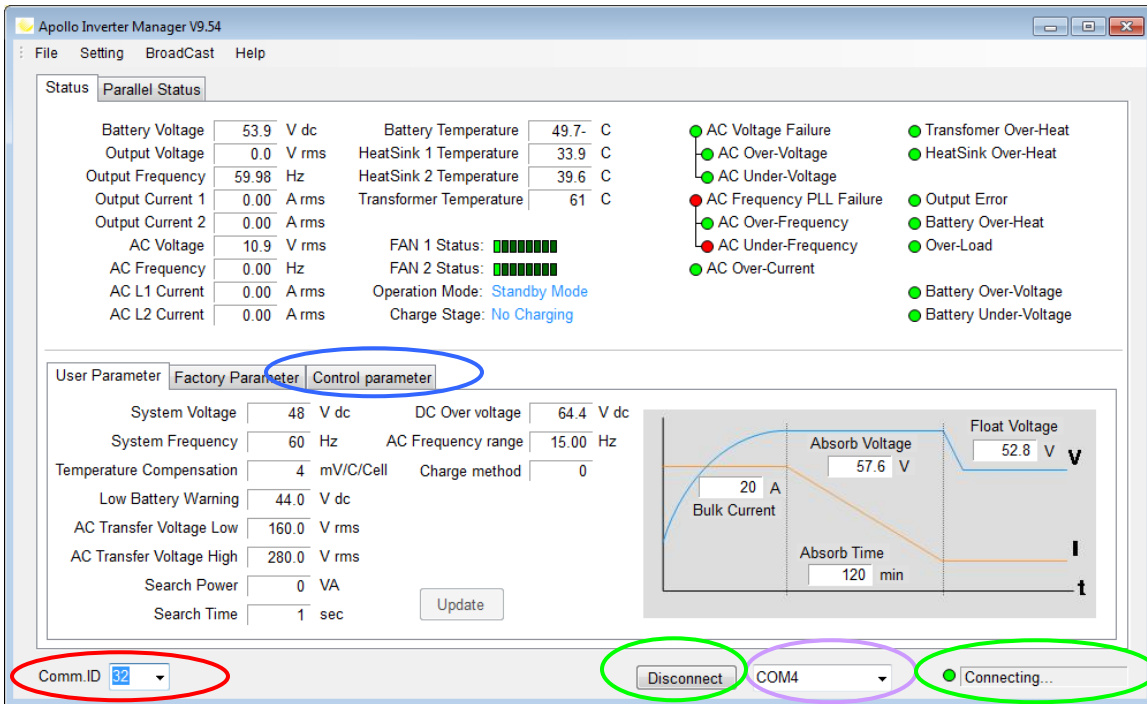 Apollo Inverter Manager V9.54
File Setting BroadCast Help
Status Parallel Status
Battery Voltage 53.9 V dc Battery Temperature 49.7- C AC Voltage Failure Transfomer Over-Heat
Output Voltage 0.0 V rms HeatSink 1 Temperature 33.9 C AC Over-Voltage HeatSink Over-Heat
Output Frequency 59.98 Hz HeatSink 2 Temperature 39.6 C AC Under-Voltage
Output Current 1 0.00 A rms Transformer Temperature 61 C AC Frequency PLL Failure Output Error
Output Current 2 0.00 A rms AC Over-Frequency Battery Over-Heat
AC Voltage 10.9 V rms FAN 1 Status: AC Under-Frequency Over-Load
AC Frequency 0.00 Hz FAN 2 Status: AC Over-Current
AC L1 Current 0.00 A rms Operation Mode: Standby Mode Battery Over-Voltage
AC L2 Current 0.00 A rms Charge Stage: No Charging Battery Under-Voltage
User Parameter Factory Parameter Control parameter
System Voltage 48 V dc DC Over voltage 64.4 V dc
System Frequency 60 Hz AC Frequency range 15.00 Hz
Temperature Compensation 4 mV/C/Cell Charge method 0
Low Battery Warning 44.0 V dc
AC Transfer Voltage Low 160.0 V rms
AC Transfer Voltage High 280.0 V rms
Search Power 0 VA
Search Time 1 sec
Update
Float Voltage
52.8 V V
Absorb Voltage
57.6 V
20 A
Bulk Current
Absorb Time
120 min
I
t
Comm.ID 32 Disconnect COM4 Connecting...